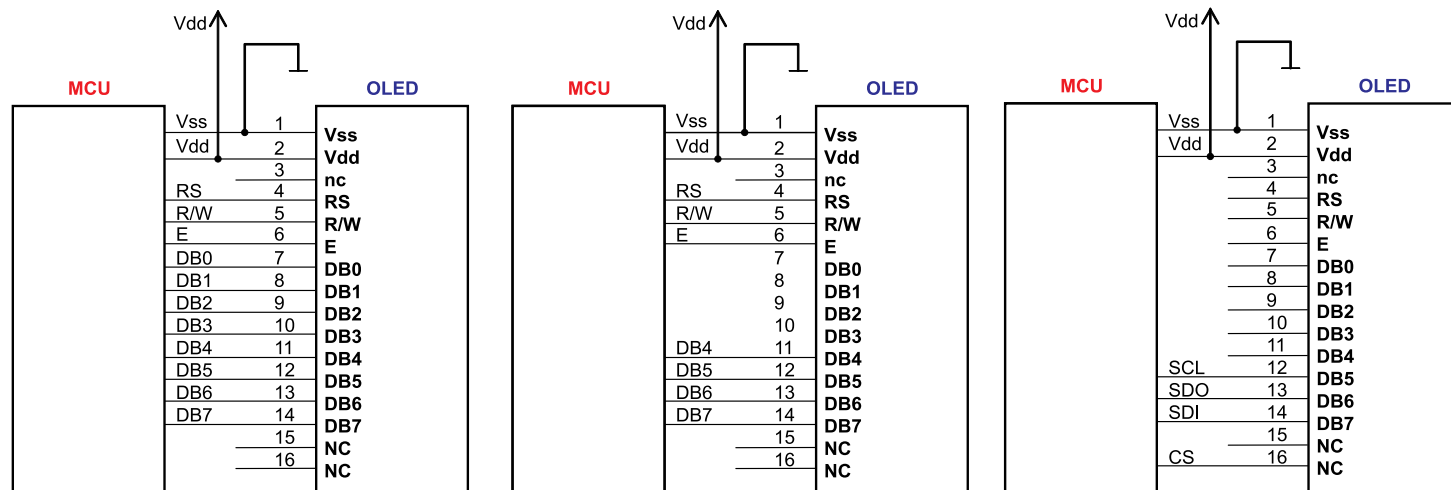 Vdd
MCU
OLED
Vss 1 Vss
Vdd 2 Vdd
3 nc
RS 4 RS
R/W 5 R/W
E 6 E
DB0 7 DB0
DB1 8 DB1
DB2 9 DB2
DB3 10 DB3
DB4 11 DB4
DB5 12 DB5
DB6 13 DB6
DB7 14 DB7
15 NC
16 NC
Vdd
MCU
OLED
Vss 1 Vss
Vdd 2 Vdd
3 nc
RS 4 RS
R/W 5 R/W
E 6 E
7 DB0
8 DB1
9 DB2
10 DB3
DB4 11 DB4
DB5 12 DB5
DB6 13 DB6
DB7 14 DB7
15 NC
16 NC
Vdd
MCU
OLED
Vss 1 Vss
Vdd 2 Vdd
3 nc
4 RS
5 R/W
6 E
7 DB0
8 DB1
9 DB2
10 DB3
11 DB4
SCL 12 DB5
SDO 13 DB6
SDI 14 DB7
15 NC
CS 16 NC